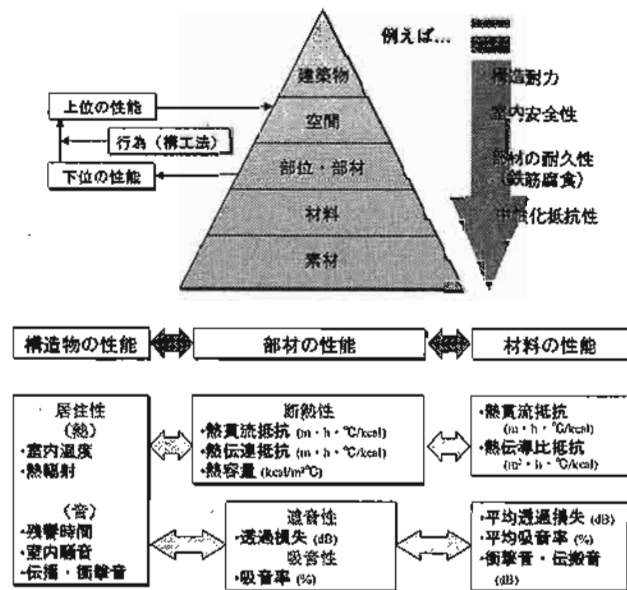 例えば…
建築物
空間
部位・部材
材料
素材
上位の性能
行為（構工法）
下位の性能
構造耐力
室内安全性
部材の耐久性
（鉄筋腐食）
中性化抵抗性
構造物の性能
部材の性能
材料の性能
居住性
（熱）
・室内温度
・熱輻射
（音）
・残響時間
・室内騒音
・伝播・衝撃音
断熱性
・熱貫流抵抗 (m・h・℃/kcal)
・熱伝達抵抗 (m・h・℃/kcal)
・熱容量 (kcal/m²℃)
遮音性
・透過損失 (dB)
吸音性
・吸音率 (%)
・熱貫流抵抗
(m・h・℃/kcal)
・熱伝導比抵抗
(m²・h・℃/kcal)
・平均透過損失 (dB)
・平均吸音率 (%)
・衝撃音・伝搬音
(dB)